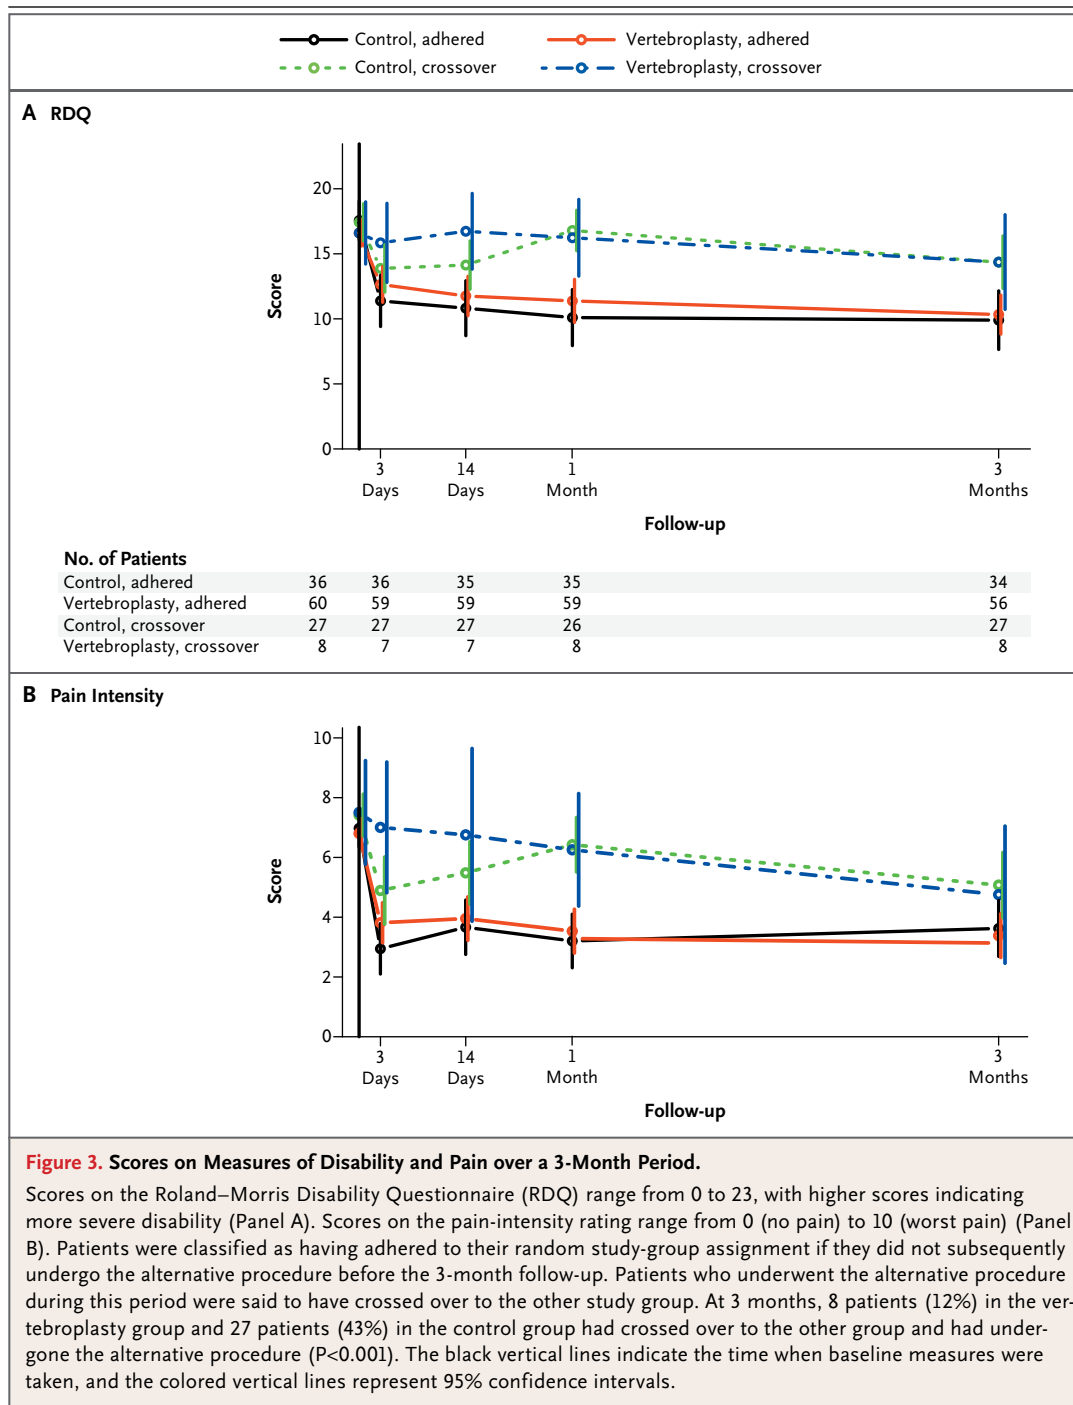 Control, adhered Vertebroplasty, adhered
Control, crossover Vertebroplasty, crossover
A RDQ
20
15
10
5
0
Score
3 14 1 3
Days Days Month Months
Follow-up
No. of Patients
Control, adhered 36 36 35 35 34
Vertebroplasty, adhered 60 59 59 59 56
Control, crossover 27 27 27 26 27
Vertebroplasty, crossover 8 7 7 8 8
B Pain Intensity
10
8
6
4
2
0
Score
3 14 1 3
Days Days Month Months
Follow-up
Figure 3. Scores on Measures of Disability and Pain over a 3-Month Period.
Scores on the Roland–Morris Disability Questionnaire (RDQ) range from 0 to 23, with higher scores indicating
more severe disability (Panel A). Scores on the pain-intensity rating range from 0 (no pain) to 10 (worst pain) (Panel
B). Patients were classified as having adhered to their random study-group assignment if they did not subsequently
undergo the alternative procedure before the 3-month follow-up. Patients who underwent the alternative procedure
during this period were said to have crossed over to the other study group. At 3 months, 8 patients (12%) in the ver-
tebroplasty group and 27 patients (43%) in the control group had crossed over to the other group and had under-
gone the alternative procedure (P<0.001). The black vertical lines indicate the time when baseline measures were
taken, and the colored vertical lines represent 95% confidence intervals.